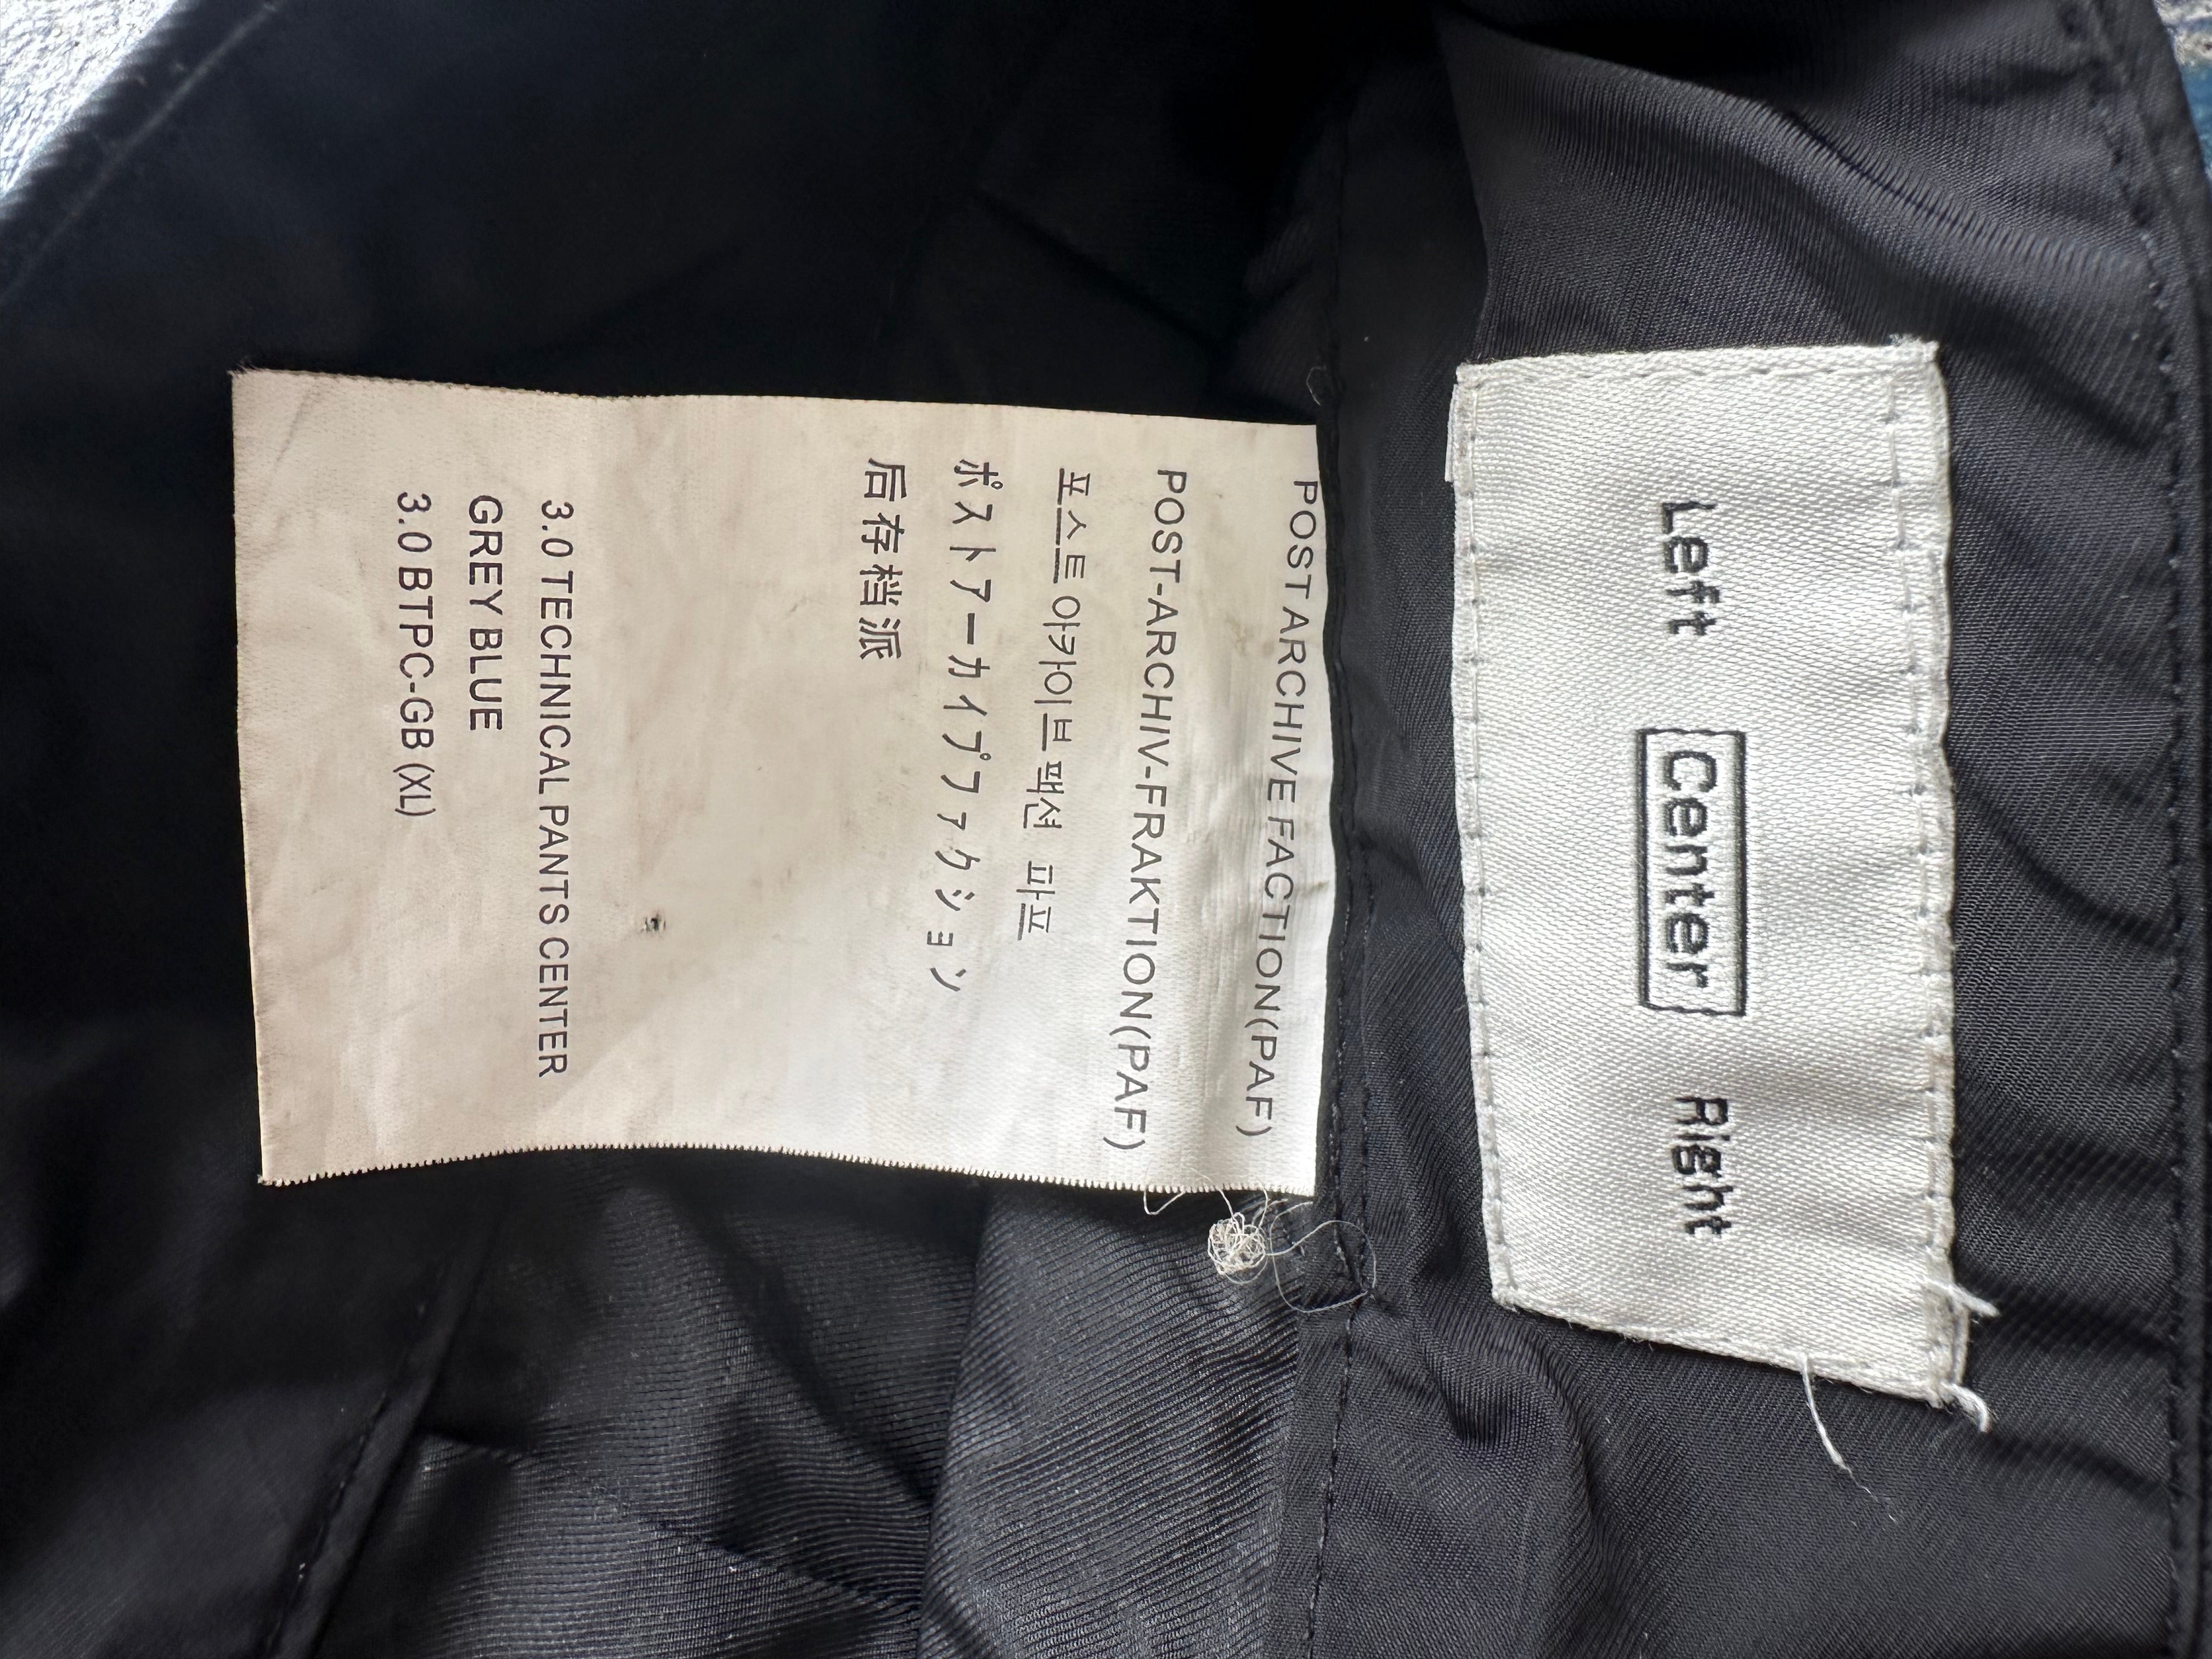 Left Center Right
POST ARCHIVE FACTION(PAF)
POST-ARCHIV-FRAKTION(PAF)
포스트 아카이브 팩션 파프
ポストアーカイブファクション
后存档派
3.0 TECHNICAL PANTS CENTER
GREY BLUE
3.0 BTPC-GB (XL)